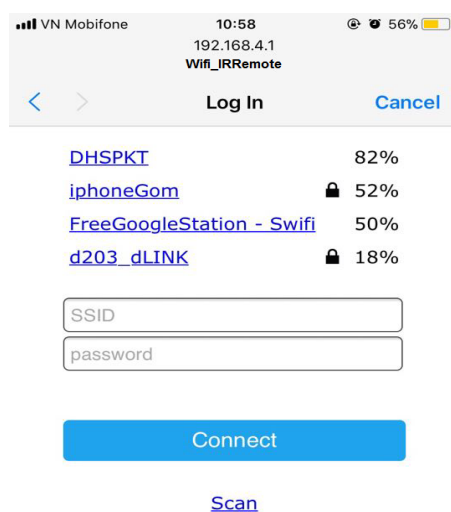 VN Mobifone 10:58 56%
192.168.4.1
Wifi_IRRemote
Log In Cancel
DHSPKT 82%
iphoneGom 52%
FreeGoogleStation - Swifi 50%
d203_dLINK 18%
SSID
password
Connect
Scan